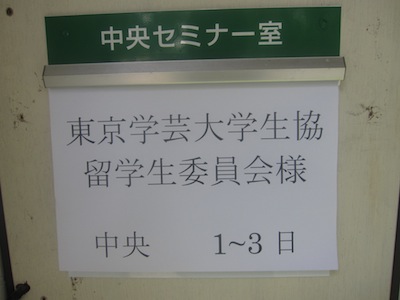 中央セミナー室
東京学芸大学生協
留学生委員会様
中央 1~3 日